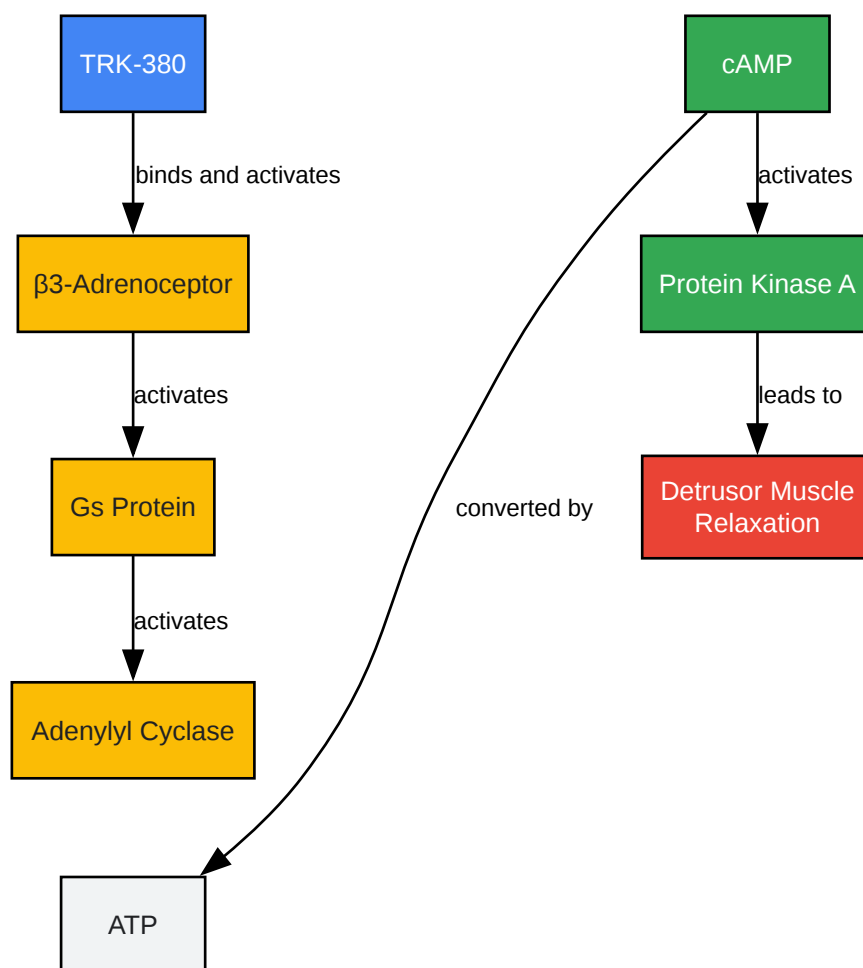 TRK-380
cAMP
binds and activates
activates
β3-Adrenoceptor
Protein Kinase A
activates
leads to
Gs Protein
Detrusor Muscle
Relaxation
converted by
activates
Adenylyl Cyclase
ATP